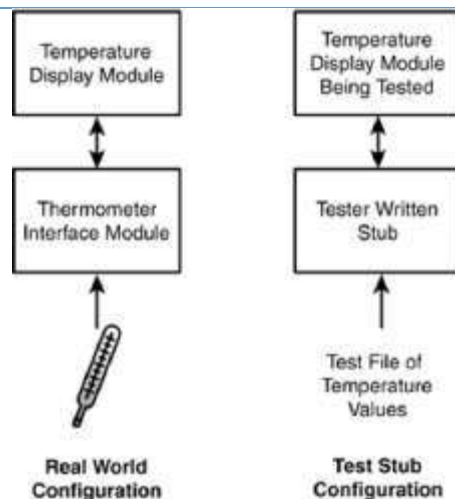 Temperature
Display Module
Thermometer
Interface Module
Real World
Configuration
Temperature
Display Module
Being Tested
Tester Written
Stub
Test File of
Temperature
Values
Test Stub
Configuration